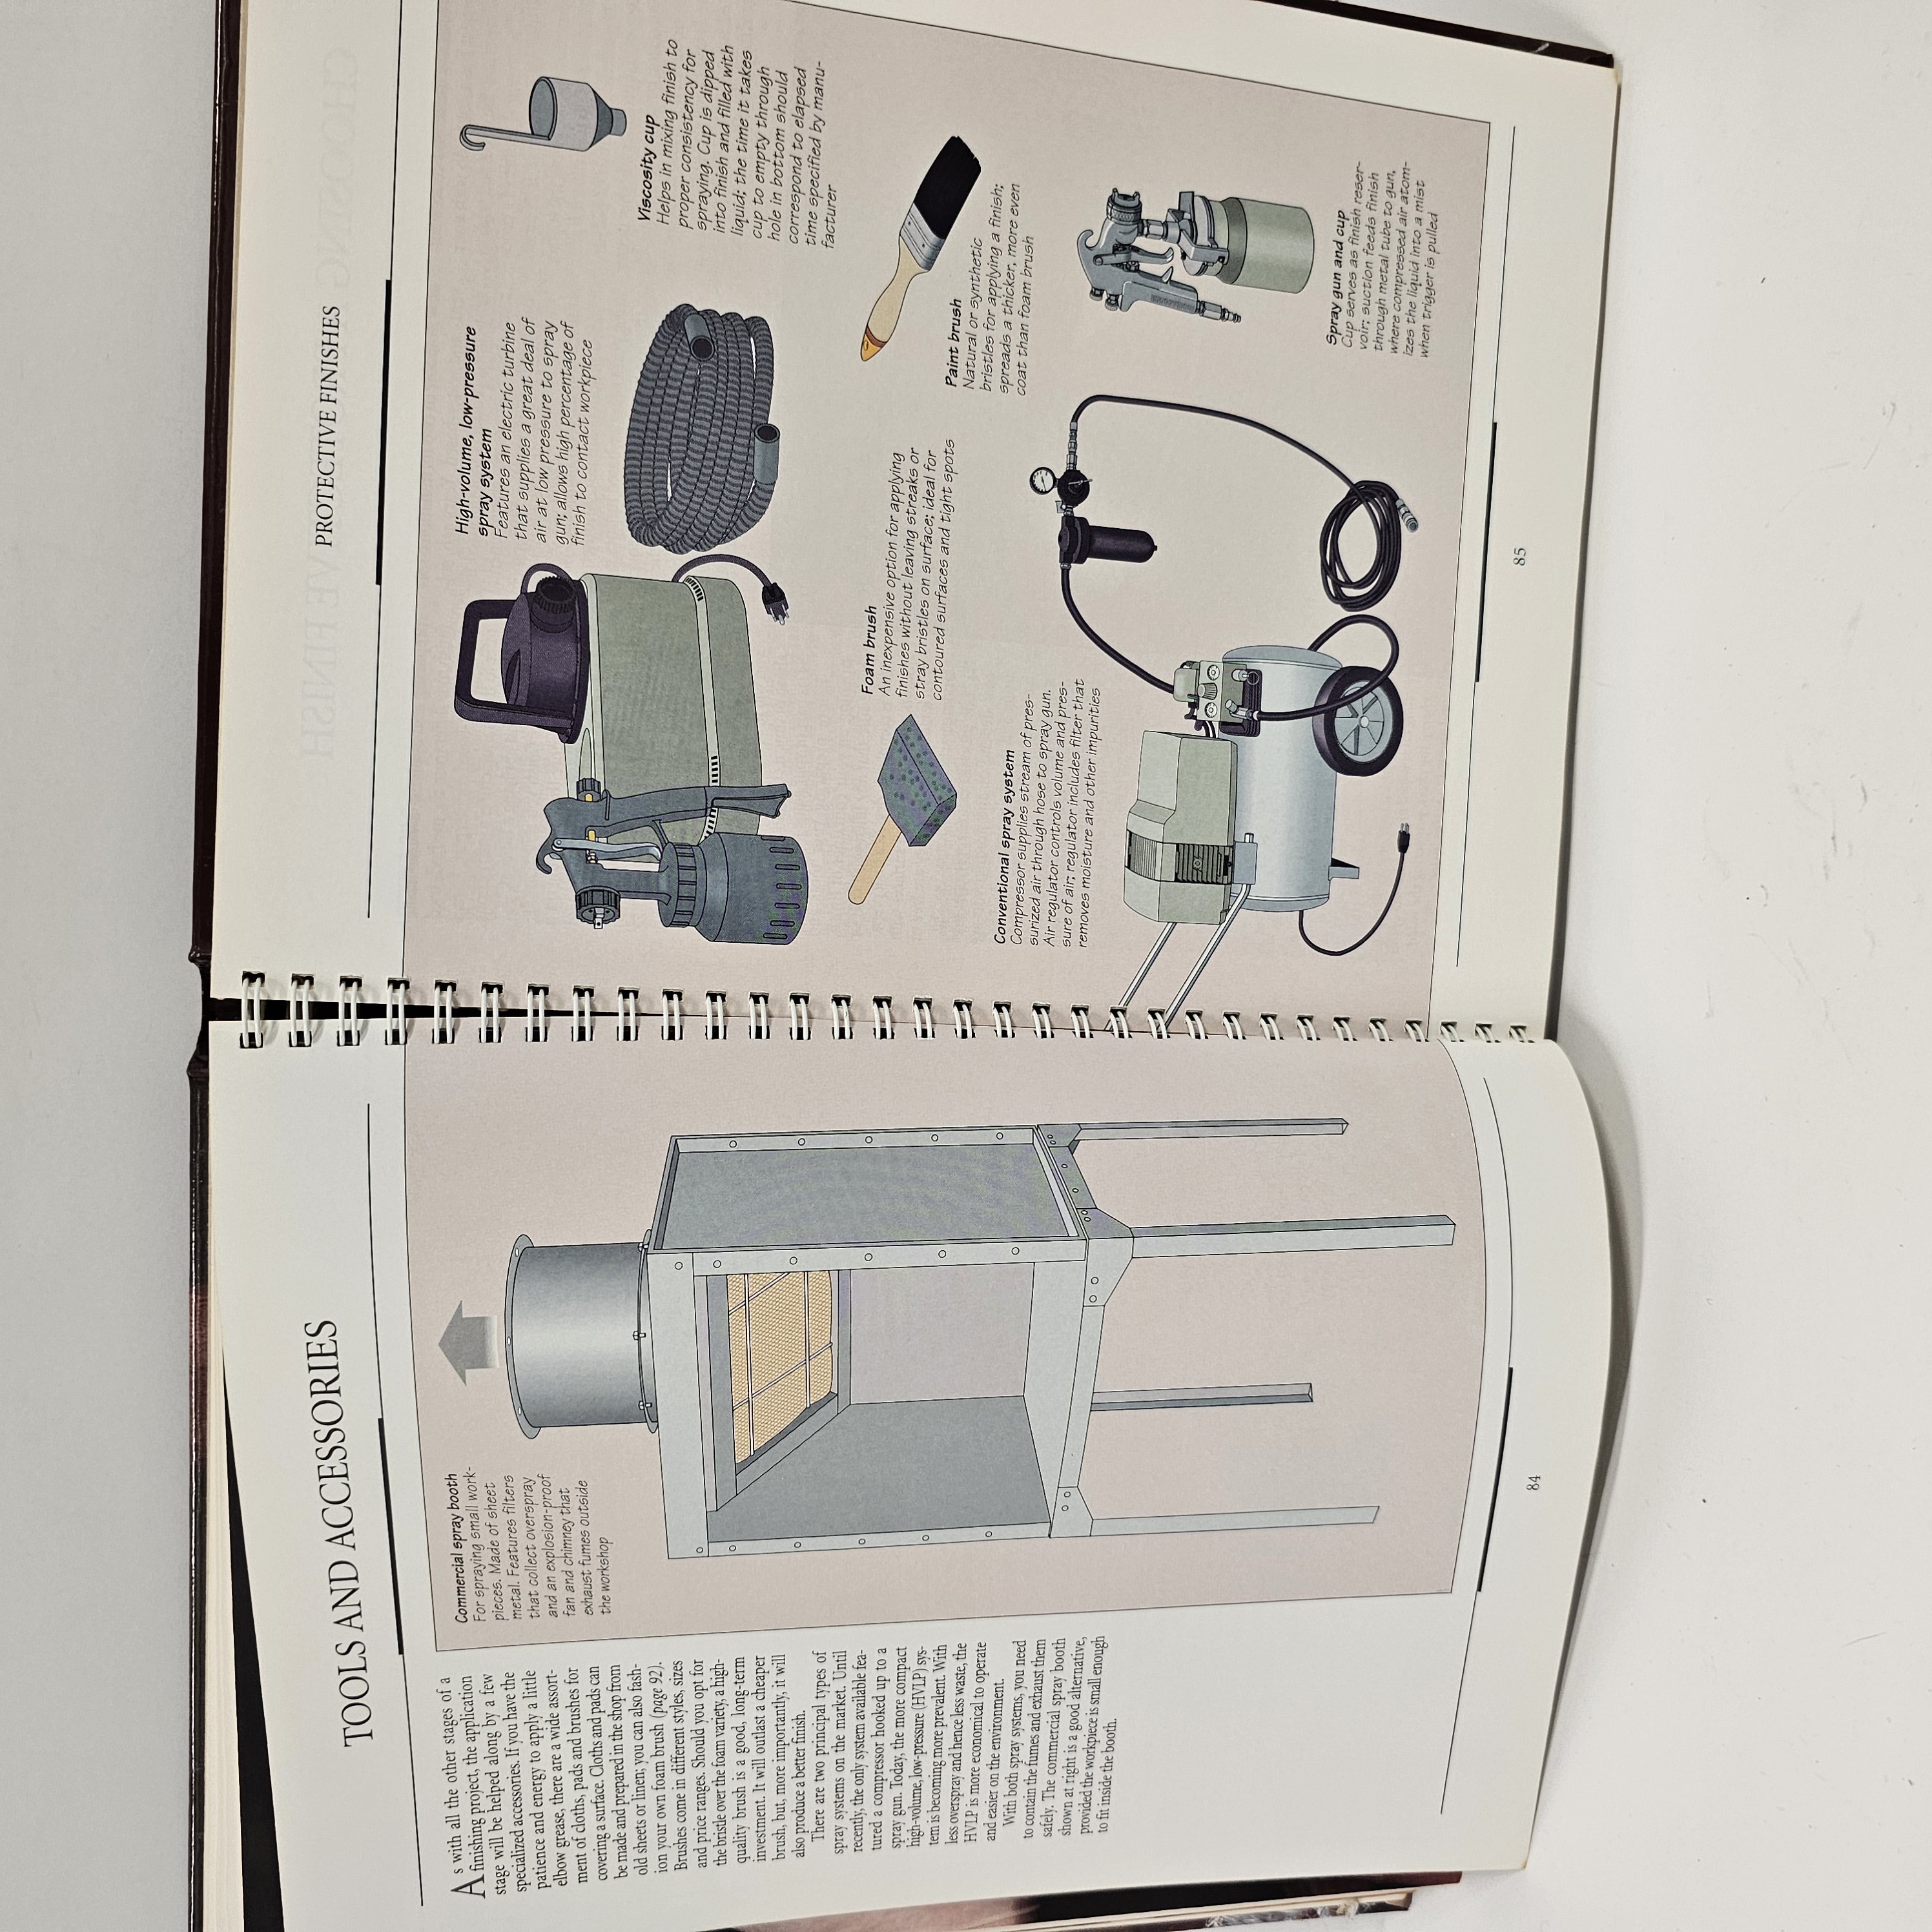 TOOLS AND ACCESSORIES
As with all the other stages of a
finishing project, the application
stage will be helped along by a few
specialized accessories. If you have the
patience and energy to apply a little
elbow grease, there are a wide assort-
ment of cloths, pads and brushes for
covering a surface. Cloths and pads can
be made and prepared in the shop from
old sheets or linen; you can also fash-
ion your own foam brush (page 92).
Brushes come in different styles, sizes
and price ranges. Should you opt for
the bristle over the foam variety, a high-
quality brush is a good, long-term
investment. It will outlast a cheaper
brush, but, more importantly, it will
also produce a better finish.
There are two principal types of
spray systems on the market. Until
recently, the only system available fea-
tured a compressor hooked up to a
spray gun. Today, the more compact
high-volume, low-pressure (HVLP) sys-
tem is becoming more prevalent. With
less overspray and hence less waste, the
HVLP is more economical to operate
and easier on the environment.
With both spray systems, you need
to contain the fumes and exhaust them
safely. The commercial spray booth
shown at right is a good alternative,
provided the workpiece is small enough
to fit inside the booth.
Commercial spray booth
For spraying small work-
pieces. Made of sheet
metal. Features filters
that collect overspray
and an explosion-proof
fan and chimney that
exhaust fumes outside
the workshop
84
PROTECTIVE FINISHES
High-volume, low-pressure
spray system
Features an electric turbine
that supplies a great deal of
air at low pressure to spray
gun; allows high percentage of
finish to contact workpiece
Viscosity cup
Helps in mixing finish to
proper consistency for
spraying. Cup is dipped
into finish and filled with
liquid; the time it takes
cup to empty through
hole in bottom should
correspond to elapsed
time specified by manu-
facturer
Foam brush
An inexpensive option for applying
finishes without leaving streaks or
stray bristles on surface; ideal for
contoured surfaces and tight spots
Paint brush
Natural or synthetic
bristles for applying a finish;
spreads a thicker, more even
coat than foam brush
Conventional spray system
Compressor supplies stream of pres-
surized air through hose to spray gun.
Air regulator controls volume and pres-
sure of air; regulator includes filter that
removes moisture and other impurities
Spray gun and cup
Cup serves as finish reser-
voir; suction feeds finish
through metal tube to gun,
where compressed air atom-
izes the liquid into a mist
when trigger is pulled
85